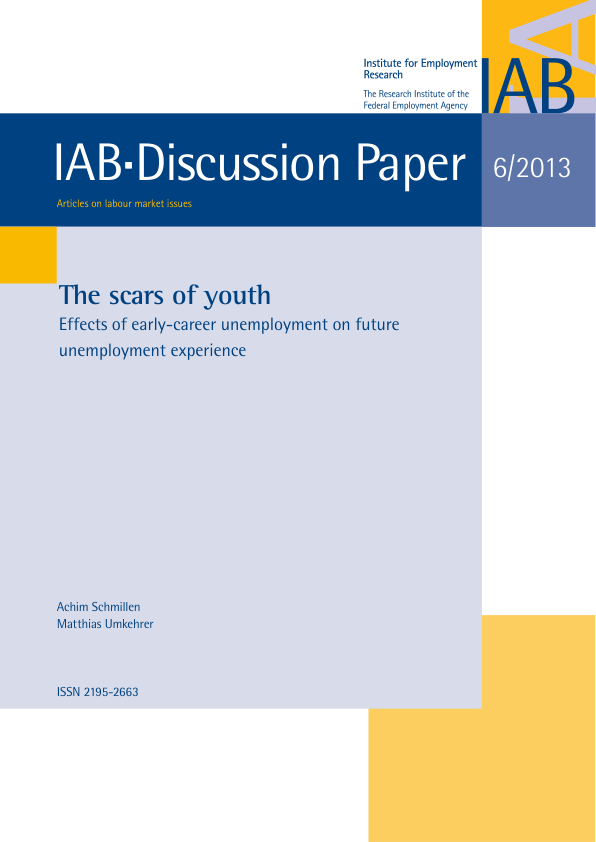 Institute for Employment
Research
The Research Institute of the
Federal Employment Agency
IAB
IAB·Discussion Paper
6/2013
Articles on labour market issues
The scars of youth
Effects of early-career unemployment on future
unemployment experience
Achim Schmillen
Matthias Umkehrer
ISSN 2195-2663